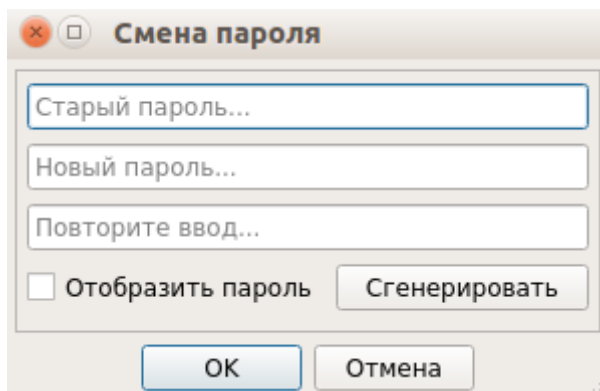 Смена пароля
Старый пароль...
Новый пароль...
Повторите ввод...
Отобразить пароль Сгенерировать
OK Отмена